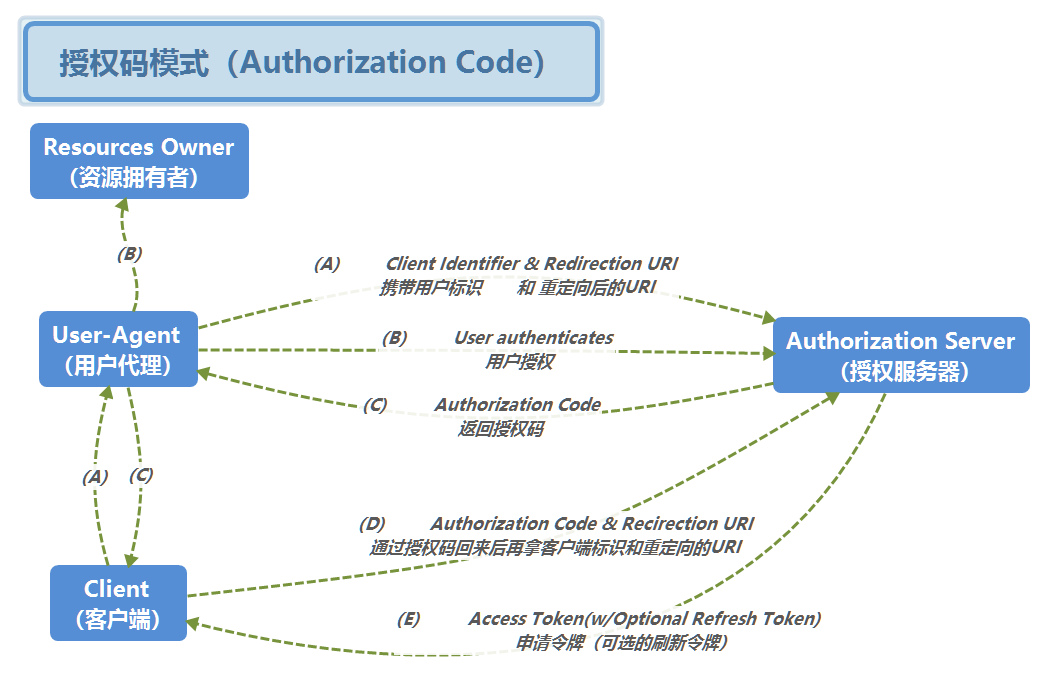 授权码模式（Authorization Code）
Resources Owner
（资源拥有者）
(B)
(A) Client Identifier & Redirection URI
携带用户标识 和 重定向后的URI
User-Agent
（用户代理）
(B) User authenticates
用户授权
Authorization Server
（授权服务器）
(C) Authorization Code
返回授权码
(A) (C)
(D) Authorization Code & Recirection URI
通过授权码回来后再拿客户端标识和重定向的URI
Client
（客户端）
(E) Access Token(w/Optional Refresh Token)
申请令牌（可选的刷新令牌）